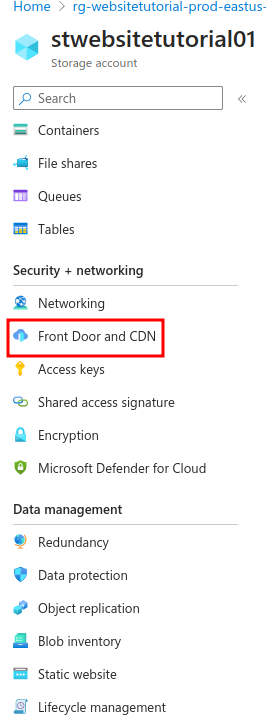 Home > rg-websitetutorial-prod-eastus-
stwebsitetutorial01
Storage account
Search
Containers
File shares
Queues
Tables
Security + networking
Networking
Front Door and CDN
Access keys
Shared access signature
Encryption
Microsoft Defender for Cloud
Data management
Redundancy
Data protection
Object replication
Blob inventory
Static website
Lifecycle management